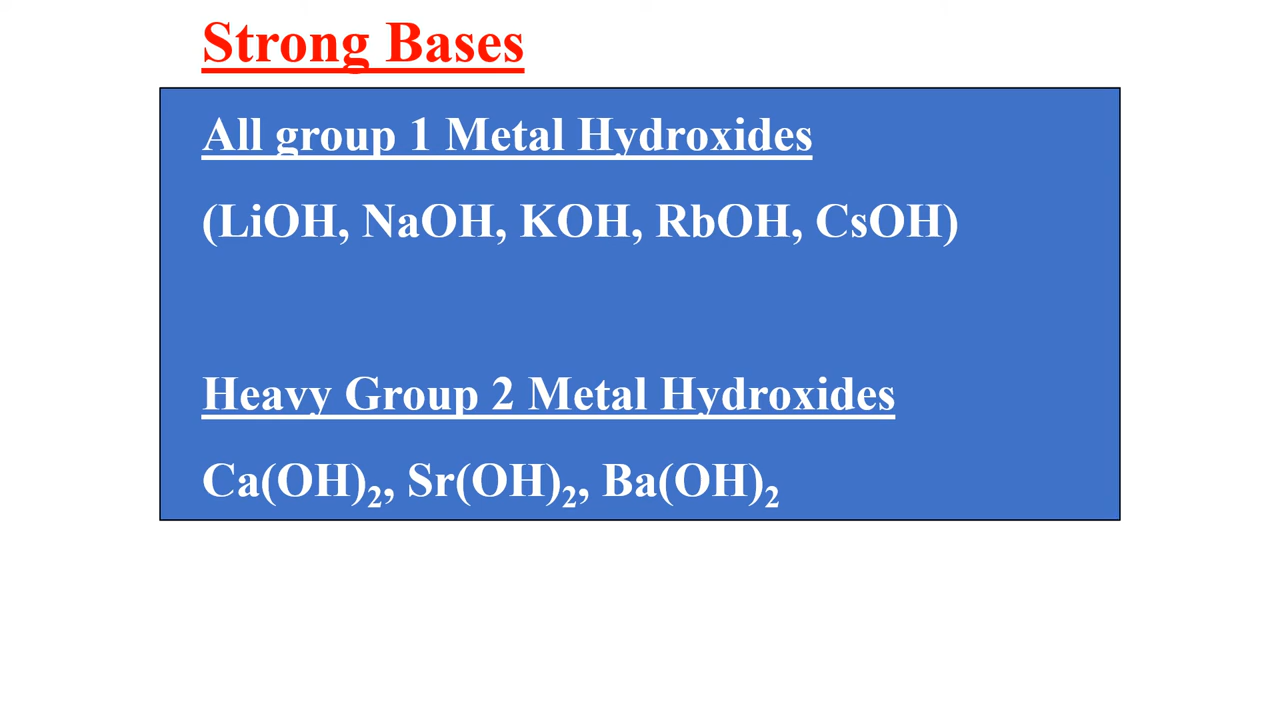 Strong Bases
All group 1 Metal Hydroxides
(LiOH, NaOH, KOH, RbOH, CsOH)
Heavy Group 2 Metal Hydroxides
Ca(OH)₂, Sr(OH)₂, Ba(OH)₂